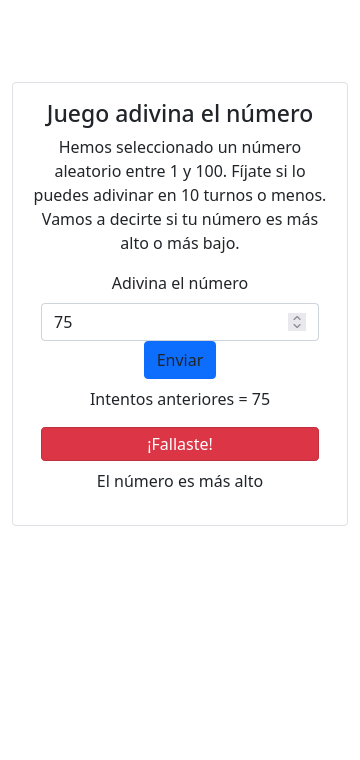 Juego adivina el número
Hemos seleccionado un número
aleatorio entre 1 y 100. Fíjate si lo
puedes adivinar en 10 turnos o menos.
Vamos a decirte si tu número es más
alto o más bajo.
Adivina el número
75
Enviar
Intentos anteriores = 75
¡Fallaste!
El número es más alto